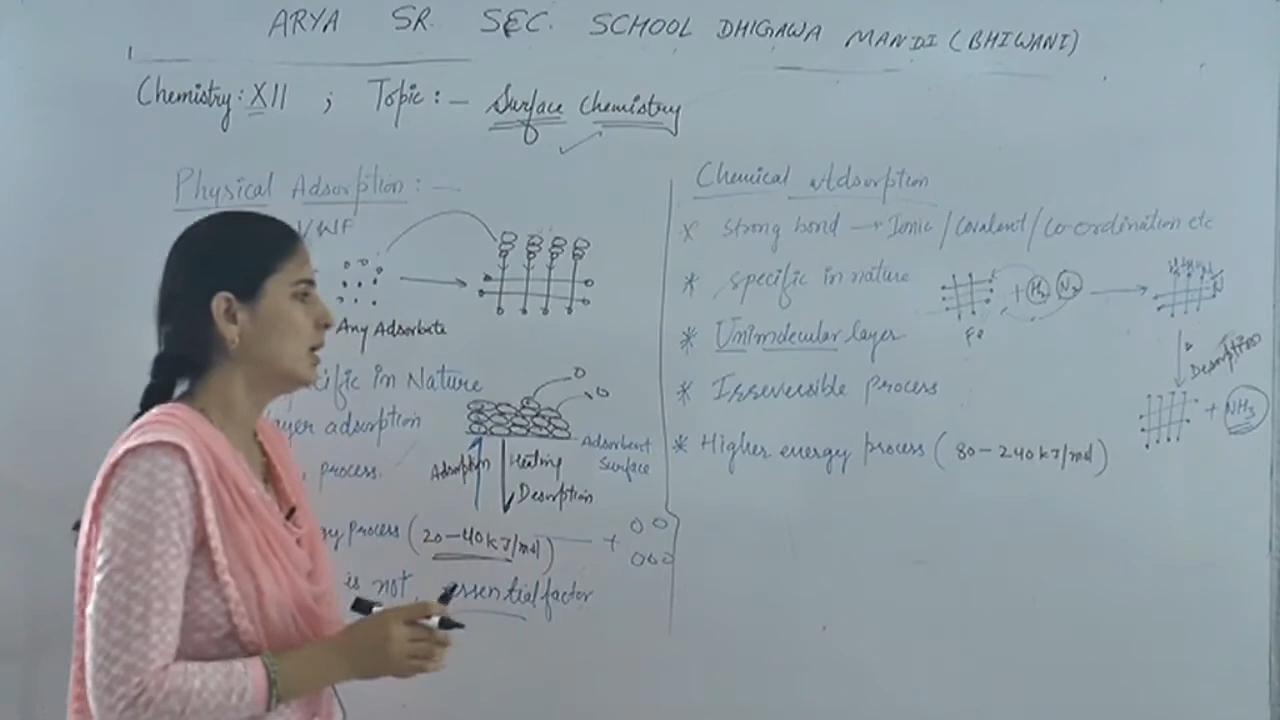 ARYA SR. SEC. SCHOOL DHIGAWA MANDI (BHIWANI)
Chemistry: XII ; Topic :- Surface Chemistry
Physical Adsorption :-
VWF
Any Adsorbate
cific in Nature
ayer adsorption
process.
Adsorption
Heating
Desorption
Adsorbent
Surface
gy process (20-40 kJ/mol)
+
is not essential factor
Chemical Adsorption
* Strong bond → Ionic / Covalent / Co-ordination etc
* specific in nature
Fe
+ H2 N2
* Unimolecular layer
Desorption
* Irreversible process
+ NH3
* Higher energy process (80-240 kJ/mol)